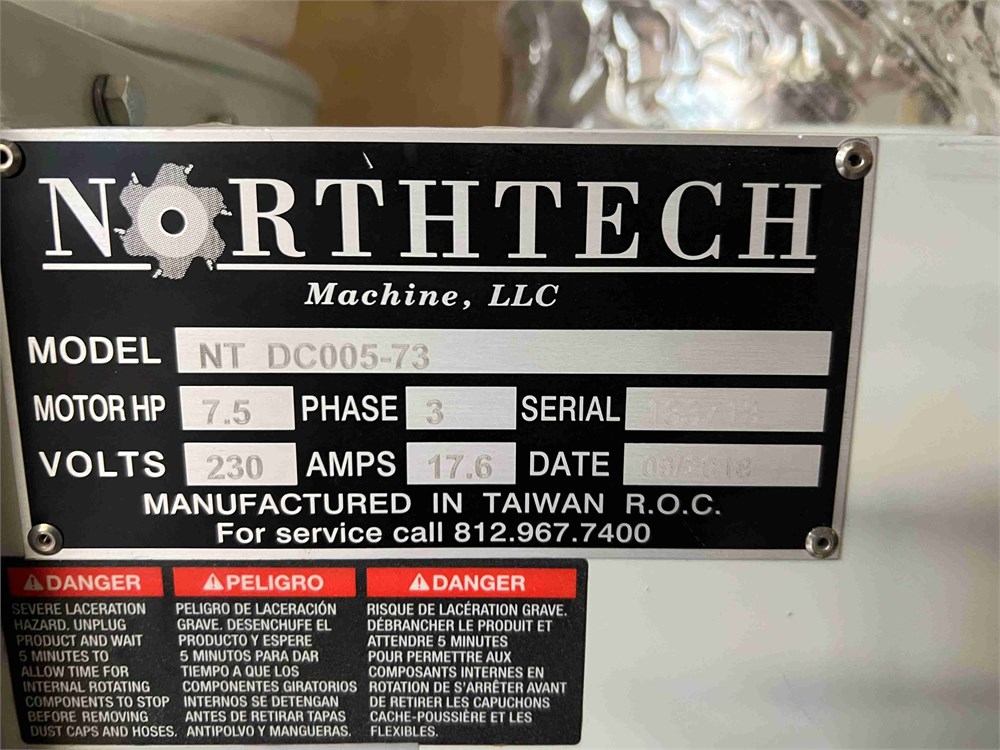 NORTHTECH
Machine, LLC
MODEL NT DC005-73
MOTOR HP 7.5 PHASE 3 SERIAL
VOLTS 230 AMPS 17.6 DATE
MANUFACTURED IN TAIWAN R.O.C.
For service call 812.967.7400
DANGER
SEVERE LACERATION
HAZARD. UNPLUG
PRODUCT AND WAIT
5 MINUTES TO
ALLOW TIME FOR
INTERNAL ROTATING
COMPONENTS TO STOP
BEFORE REMOVING
DUST CAPS AND HOSES.
PELIGRO
PELIGRO DE LACERACIÓN
GRAVE. DESENCHUFE EL
PRODUCTO Y ESPERE
5 MINUTOS PARA DAR
TIEMPO A QUE LOS
COMPONENTES GIRATORIOS
INTERNOS SE DETENGAN
ANTES DE RETIRAR TAPAS
ANTIPOLVO Y MANGUERAS.
DANGER
RISQUE DE LACÉRATION GRAVE.
DÉBRANCHER LE PRODUIT ET
ATTENDRE 5 MINUTES
POUR PERMETTRE AUX
COMPOSANTS INTERNES EN
ROTATION DE S'ARRÊTER AVANT
DE RETIRER LES CAPUCHONS
CACHE-POUSSIÈRE ET LES
FLEXIBLES.